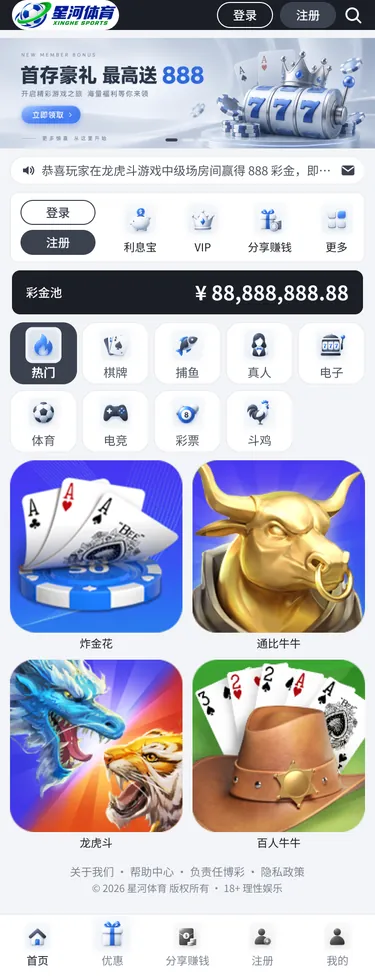 星河体育
XINGHE SPORTS
登录
注册
NEW MEMBER BONUS
首存豪礼 最高送 888
开启精彩游戏之旅 海量福利等你来领
立即领取 >
更多惊喜 从这里开始
777
恭喜玩家在龙虎斗游戏中级场房间赢得 888 彩金，即…
登录
注册
利息宝
VIP
分享赚钱
更多
彩金池
¥ 88,888,888.88
热门
棋牌
捕鱼
真人
电子
体育
电竞
彩票
斗鸡
炸金花
通比牛牛
龙虎斗
百人牛牛
关于我们 • 帮助中心 • 负责任博彩 • 隐私政策
© 2026 星河体育 版权所有 • 18+ 理性娱乐
首页
优惠
分享赚钱
注册
我的